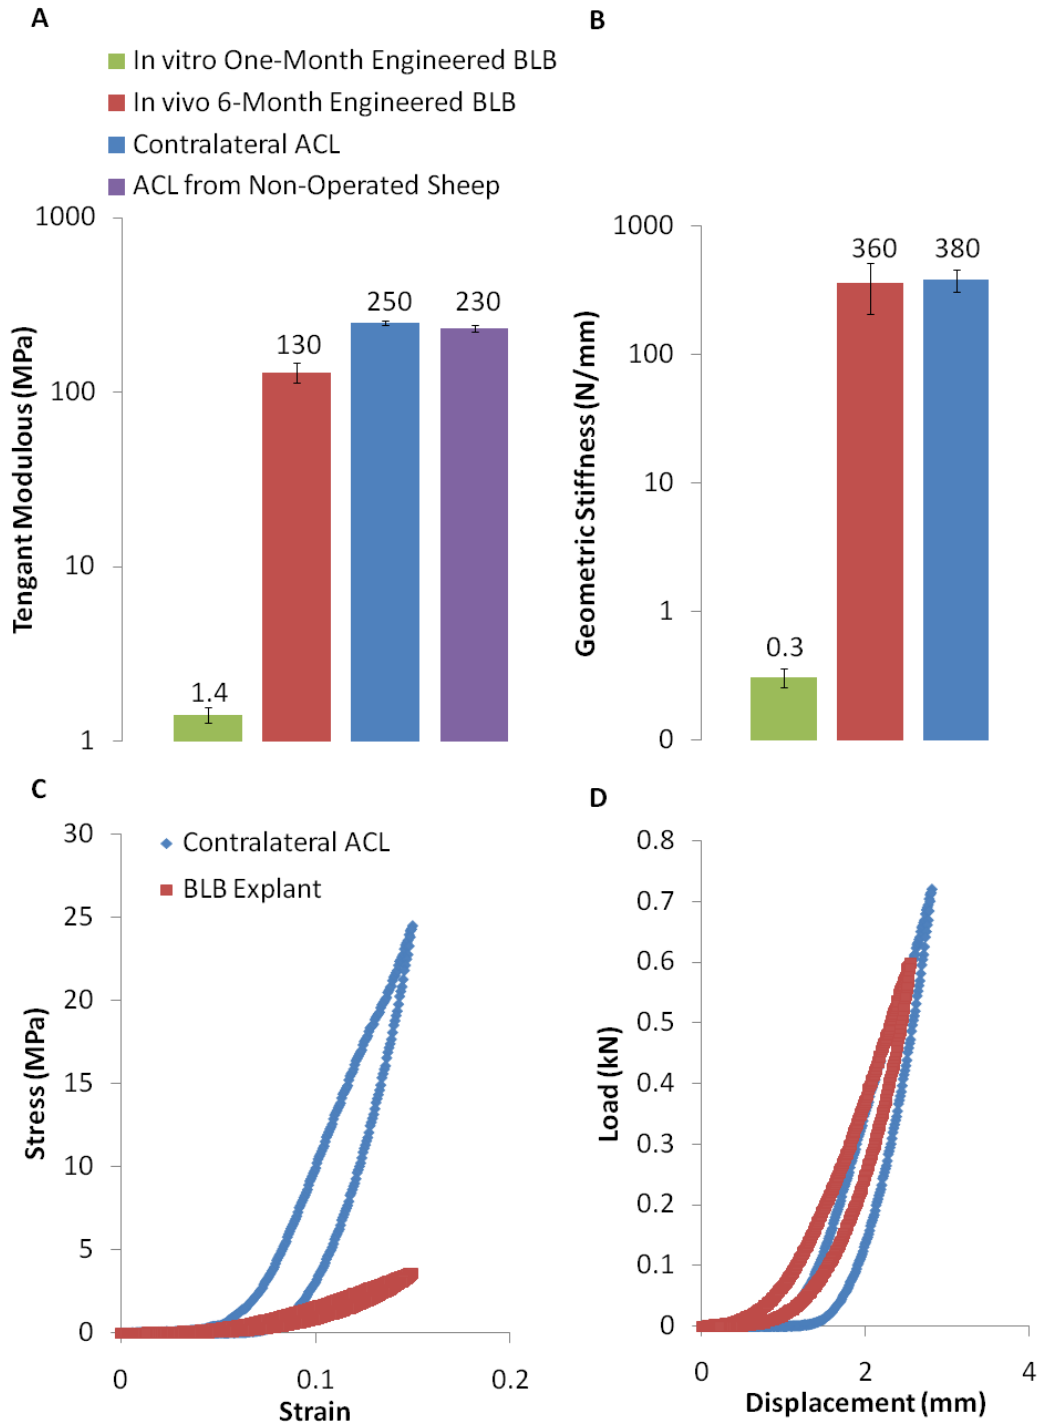 A
In vitro One-Month Engineered BLB
In vivo 6-Month Engineered BLB
Contralateral ACL
ACL from Non-Operated Sheep
Tengant Modulous (MPa)
1000
100
10
1
1.4
130
250
230
B
Geometric Stiffness (N/mm)
1000
100
10
1
0
0.3
360
380
C
Contralateral ACL
BLB Explant
Stress (MPa)
30
25
20
15
10
5
0
0
0.1
0.2
Strain
D
Load (kN)
0.8
0.7
0.6
0.5
0.4
0.3
0.2
0.1
0
0
2
4
Displacement (mm)